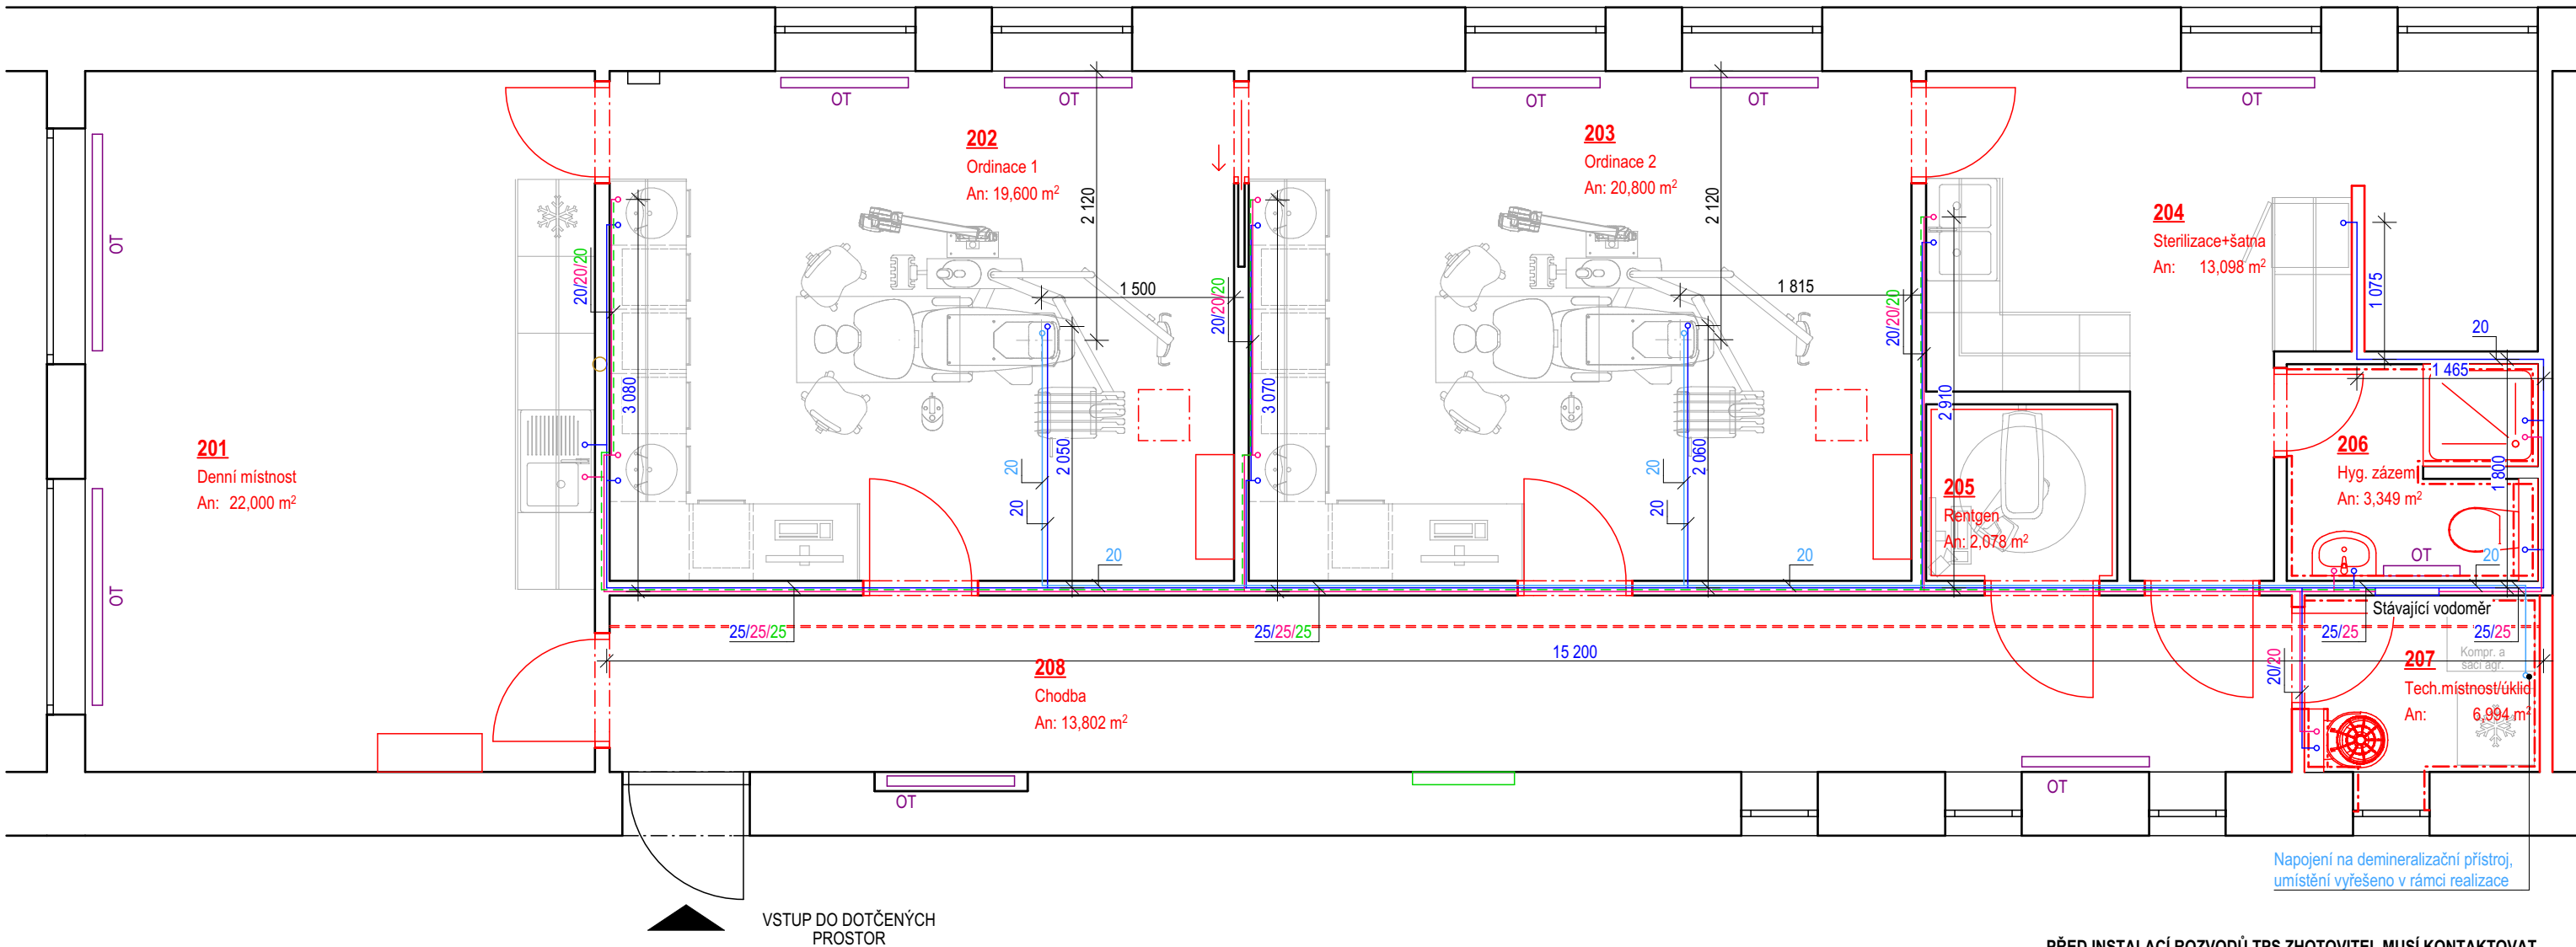 OT
OT
OT
OT
OT
OT
OT
202
Ordinace 1
An: 19,600 m²
2 120
203
Ordinace 2
An: 20,800 m²
2 120
204
Sterilizace+šatna
An: 13,098 m²
1 075
20
1 465
20/20/20
1 500
20/20/20
1 815
20/20/20
3 080
3 070
2 910
2 050
2 060
1 800
201
Denní místnost
An: 22,000 m²
20
20
20
20
20
20
205
Rentgen
An: 2,078 m²
206
Hyg. zázemí
An: 3,349 m²
OT
20
Stávající vodoměr
25/25/25
25/25/25
25/25
25/25
15 200
20/20
Kompr. a
sací agr.
207
Tech.místnost/úklid
An: 6,994 m²
208
Chodba
An: 13,802 m²
OT
OT
Napojení na demineralizační přístroj,
umístění vyřešeno v rámci realizace
VSTUP DO DOTČENÝCH
PROSTOR
PŘED INSTALACÍ ROZVODŮ TPS ZHOTOVITEL MUSÍ KONTAKTOVAT